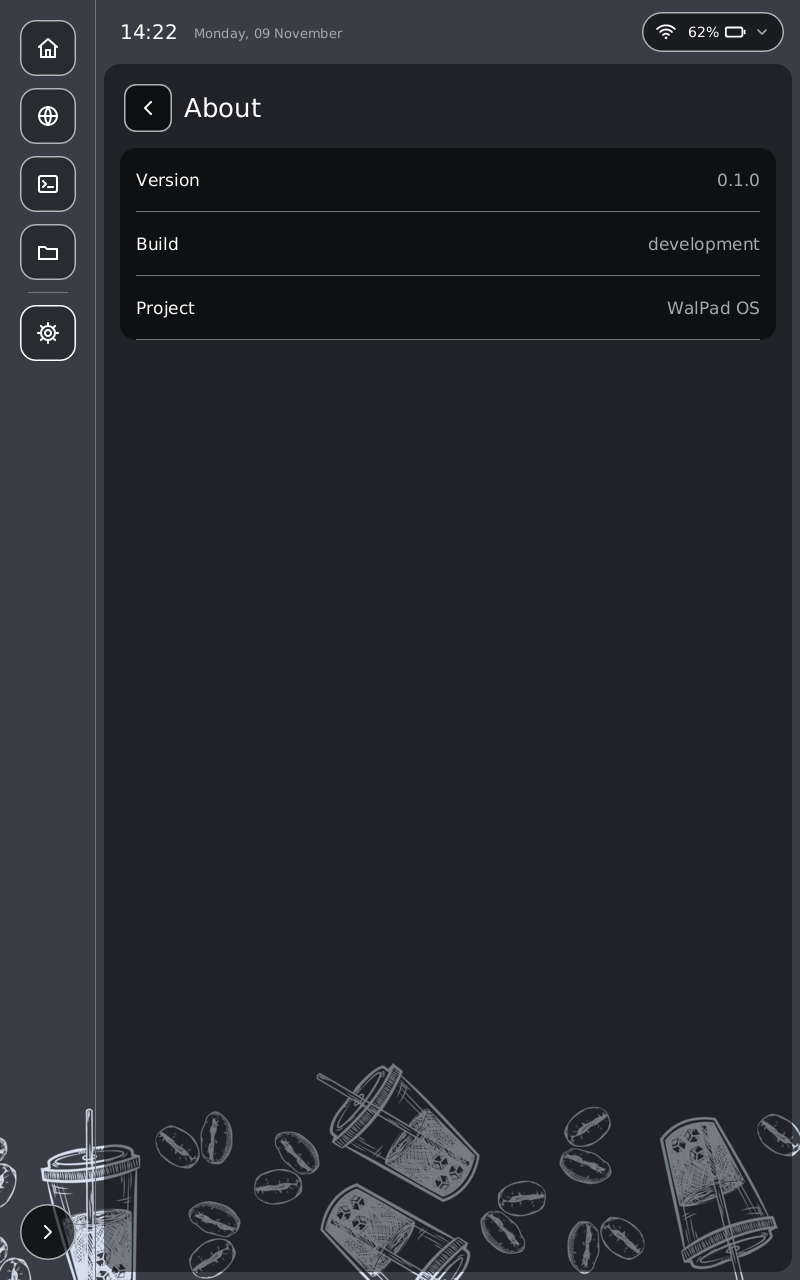 14:22 Monday, 09 November 62%
About
Version 0.1.0
Build development
Project WalPad OS